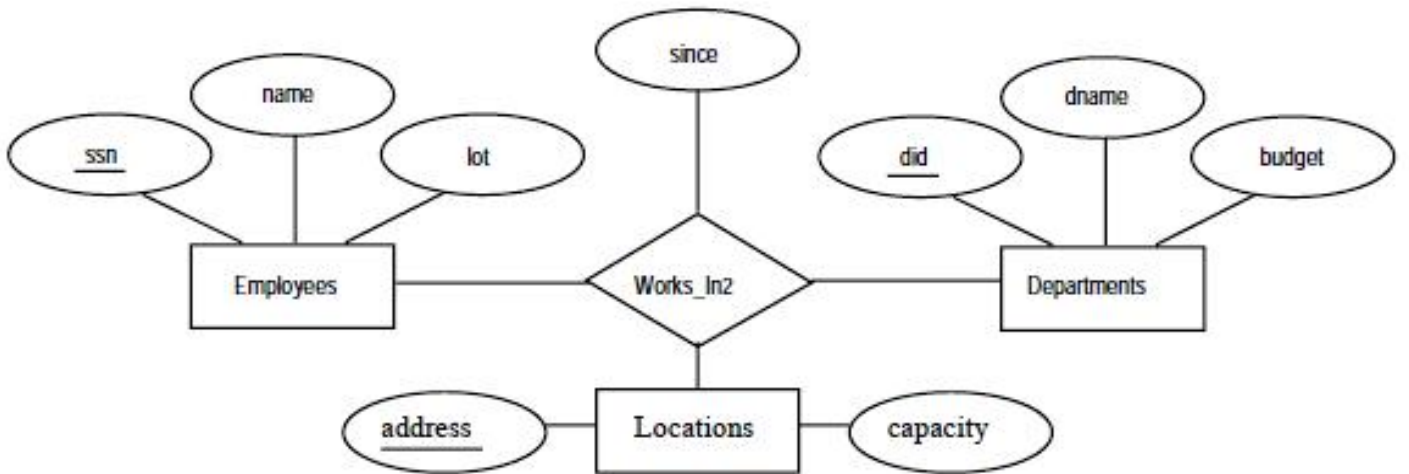 since
name
dname
ssn
lot
did
budget
Employees
Works_In2
Departments
address
Locations
capacity